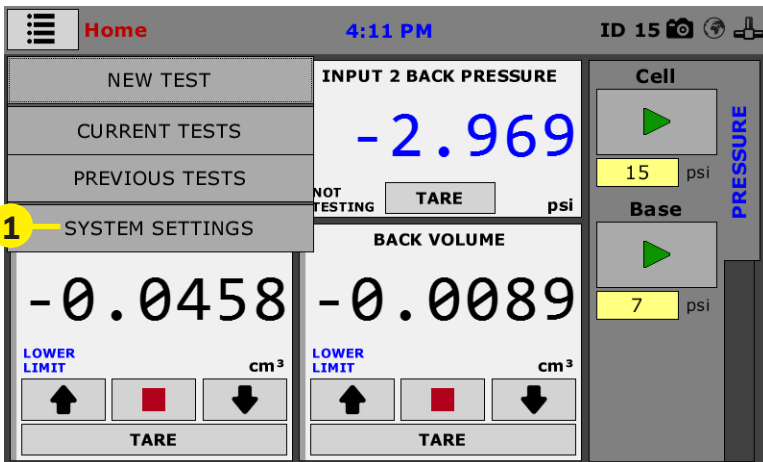 Home
4:11 PM
ID 15
NEW TEST
CURRENT TESTS
PREVIOUS TESTS
1
SYSTEM SETTINGS
INPUT 2 BACK PRESSURE
-2.969
NOT
TESTING
TARE
psi
-0.0458
LOWER
LIMIT
cm³
TARE
BACK VOLUME
-0.0089
LOWER
LIMIT
cm³
TARE
Cell
15 psi
Base
7 psi
PRESSURE